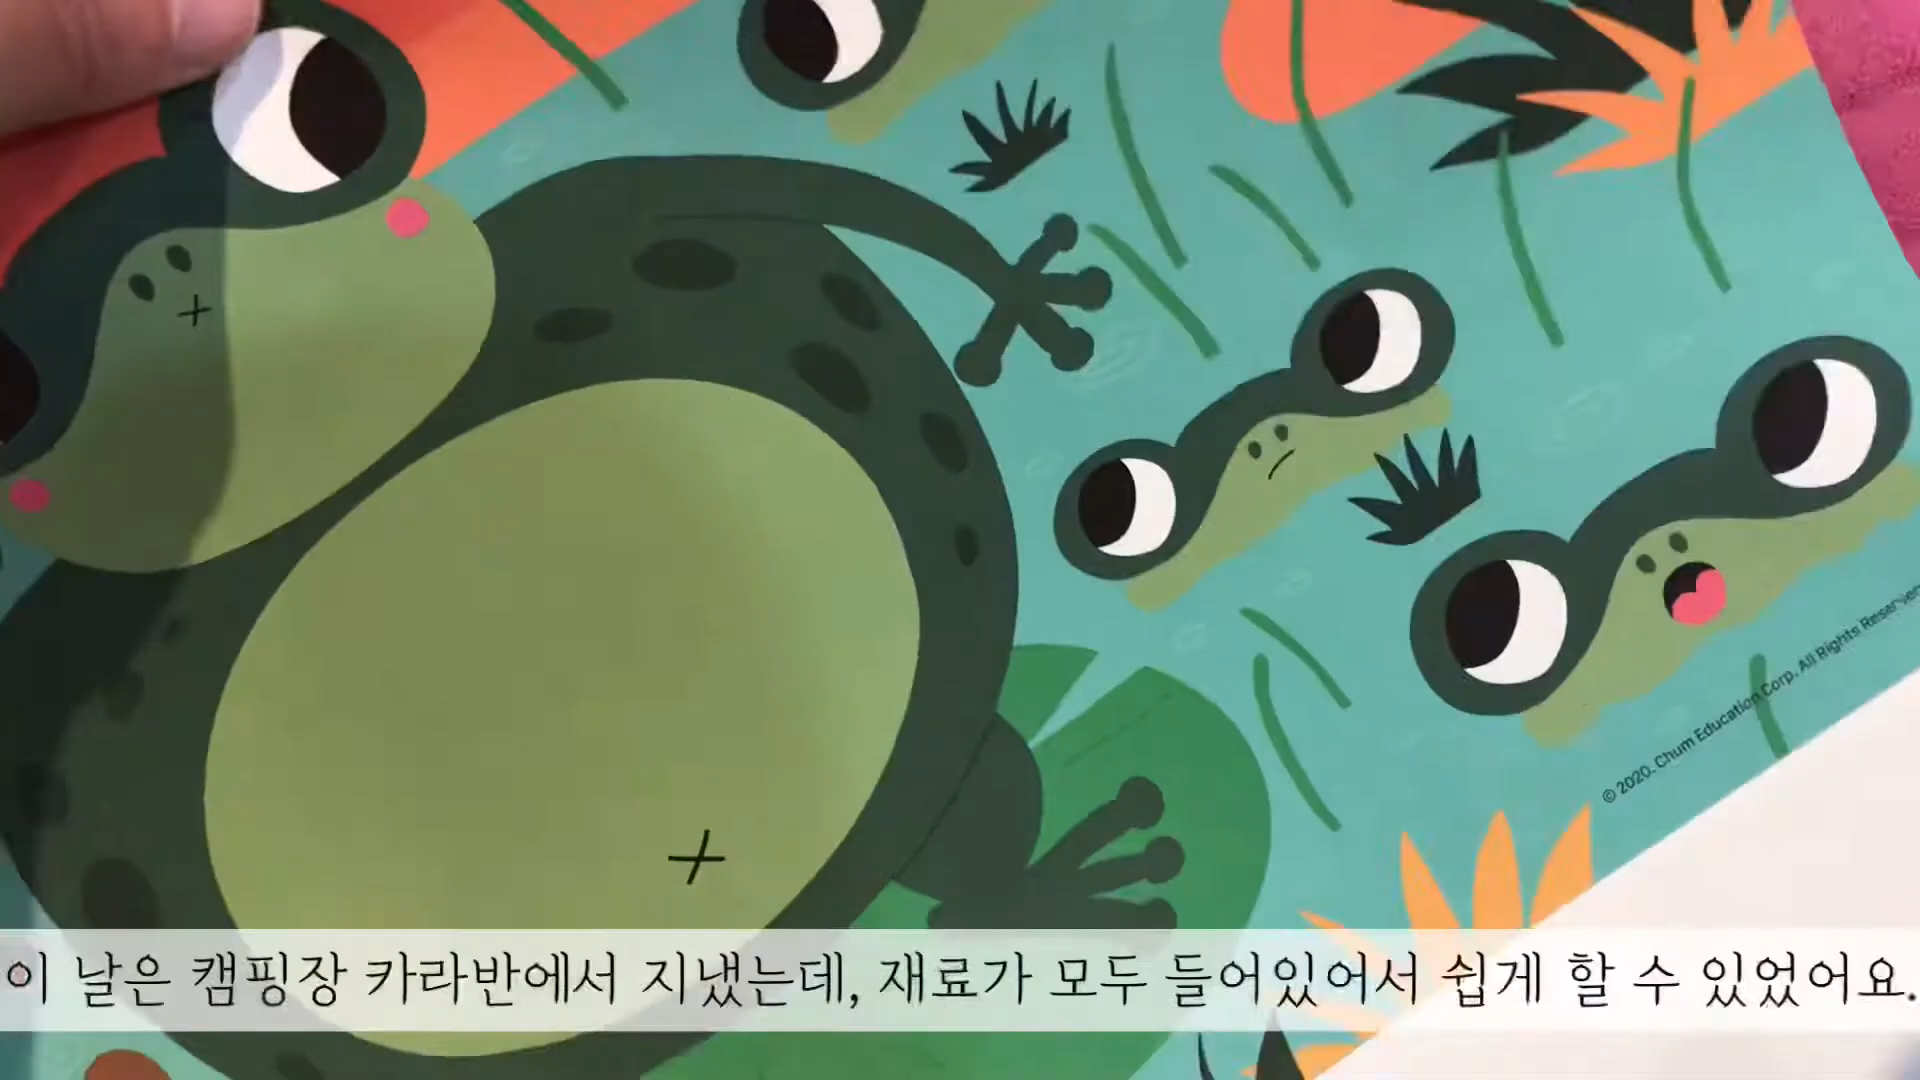 © 2020. Chum Education Corp. All Rights Reserved
이 날은 캠핑장 카라반에서 지냈는데, 재료가 모두 들어있어서 쉽게 할 수 있었어요.